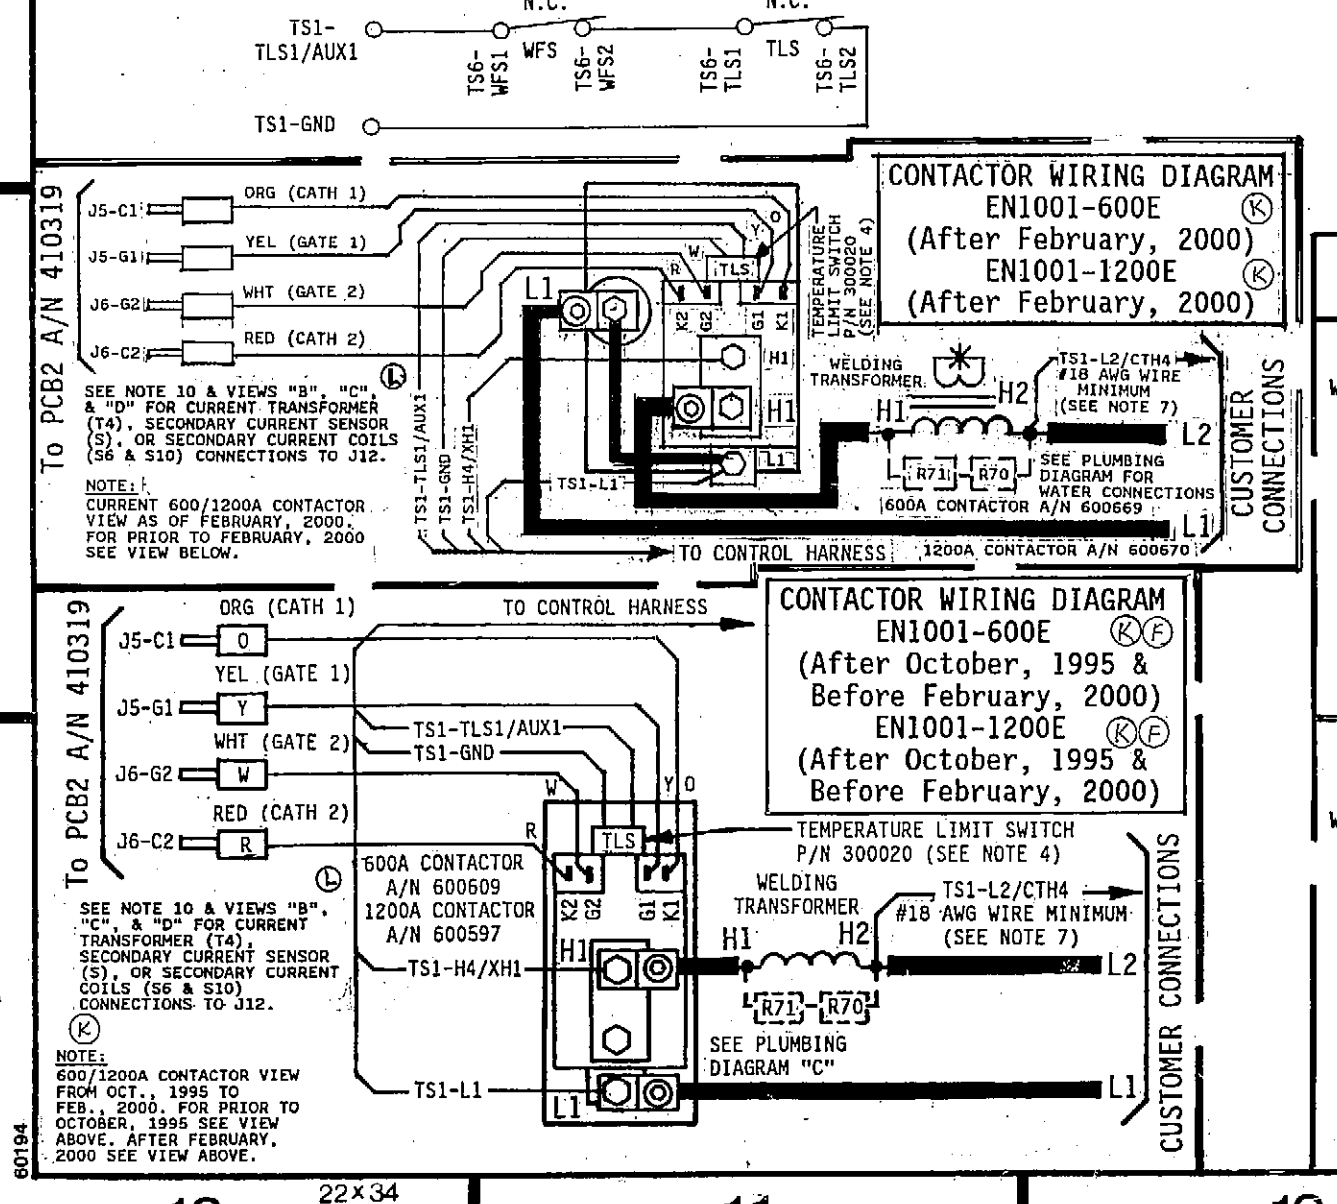 N.C.
N.C.
TS1-
TLS1/AUX1
TS6-
WFS1
WFS
TS6-
WFS2
TS6-
TLS1
TLS
TS6-
TLS2
TS1-GND
To PCB2 A/N 410319
J5-C1
ORG (CATH 1)
J5-G1
YEL (GATE 1)
J6-G2
WHT (GATE 2)
J6-C2
RED (CATH 2)
L
SEE NOTE 10 & VIEWS "B", "C",
& "D" FOR CURRENT TRANSFORMER
(T4), SECONDARY CURRENT SENSOR
(S), OR SECONDARY CURRENT COILS
(S6 & S10) CONNECTIONS TO J12.
NOTE:
CURRENT 600/1200A CONTACTOR
VIEW AS OF FEBRUARY, 2000.
FOR PRIOR TO FEBRUARY, 2000
SEE VIEW BELOW.
TS1-TLS1/AUX1
TS1-GND
TS1-H4/XH1
L1
R
W
Y
O
TLS
K2
G2
G1
K1
H1
H1
L1
TS1-L1
TEMPERATURE
LIMIT SWITCH
P/N 300020
(SEE NOTE 4)
CONTACTOR WIRING DIAGRAM
EN1001-600E K
(After February, 2000)
EN1001-1200E K
(After February, 2000)
WELDING
TRANSFORMER
H1
H2
TS1-L2/CTH4
#18 AWG WIRE
MINIMUM
(SEE NOTE 7)
L2
R71
R70
SEE PLUMBING
DIAGRAM FOR
WATER CONNECTIONS
600A CONTACTOR A/N 600669
L1
1200A CONTACTOR A/N 600670
CUSTOMER
CONNECTIONS
TO CONTROL HARNESS
To PCB2 A/N 410319
ORG (CATH 1)
J5-C1
O
YEL (GATE 1)
J5-G1
Y
WHT (GATE 2)
J6-G2
W
RED (CATH 2)
J6-C2
R
TO CONTROL HARNESS
TS1-TLS1/AUX1
TS1-GND
CONTACTOR WIRING DIAGRAM
EN1001-600E K F
(After October, 1995 &
Before February, 2000)
EN1001-1200E K F
(After October, 1995 &
Before February, 2000)
W
Y
O
R
TLS
TEMPERATURE LIMIT SWITCH
P/N 300020 (SEE NOTE 4)
L
600A CONTACTOR
A/N 600609
1200A CONTACTOR
A/N 600597
K2
G2
G1
K1
H1
TS1-H4/XH1
TS1-L1
L1
WELDING
TRANSFORMER
H1
H2
TS1-L2/CTH4
#18 AWG WIRE MINIMUM
(SEE NOTE 7)
L2
R71
R70
SEE PLUMBING
DIAGRAM "C"
L1
CUSTOMER CONNECTIONS
SEE NOTE 10 & VIEWS "B",
"C", & "D" FOR CURRENT
TRANSFORMER (T4),
SECONDARY CURRENT SENSOR
(S), OR SECONDARY CURRENT
COILS (S6 & S10)
CONNECTIONS TO J12.
K
NOTE:
600/1200A CONTACTOR VIEW
FROM OCT., 1995 TO
FEB., 2000. FOR PRIOR TO
OCTOBER, 1995 SEE VIEW
ABOVE. AFTER FEBRUARY,
2000 SEE VIEW ABOVE.
60194
22×34